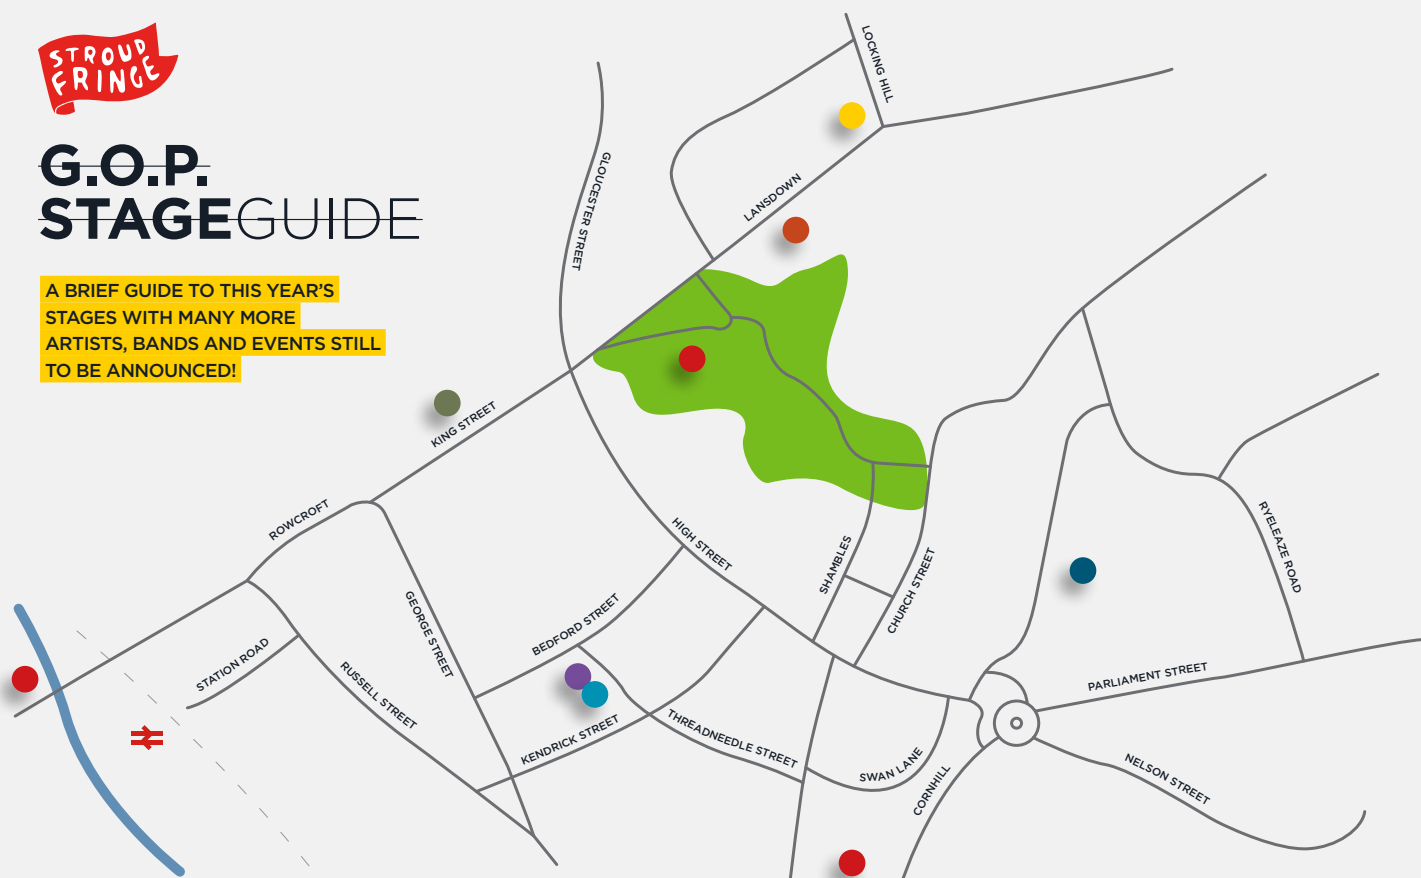 STROUD
FRINGE
G.O.P.
STAGEGUIDE
A BRIEF GUIDE TO THIS YEAR'S
STAGES WITH MANY MORE
ARTISTS, BANDS AND EVENTS STILL
TO BE ANNOUNCED!
LOCKING HILL
GLOUCESTER STREET
LANSDOWN
KING STREET
ROWCROFT
HIGH STREET
SHAMBLES
CHURCH STREET
RYELEAZE ROAD
GEORGE STREET
BEDFORD STREET
STATION ROAD
RUSSELL STREET
KENDRICK STREET
THREADNEEDLE STREET
SWAN LANE
CORNHILL
PARLIAMENT STREET
NELSON STREET